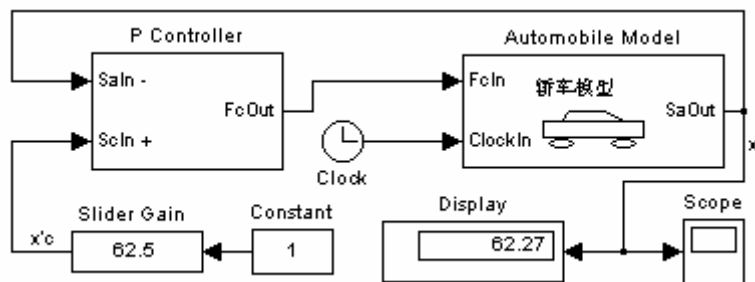 P Controller
Automobile Model
SaIn -
FcIn
轿车模型
SaOut
FcOut
ScIn +
ClockIn
x'
Clock
Slider Gain
Constant
Display
Scope
x'c
62.5
1
62.27